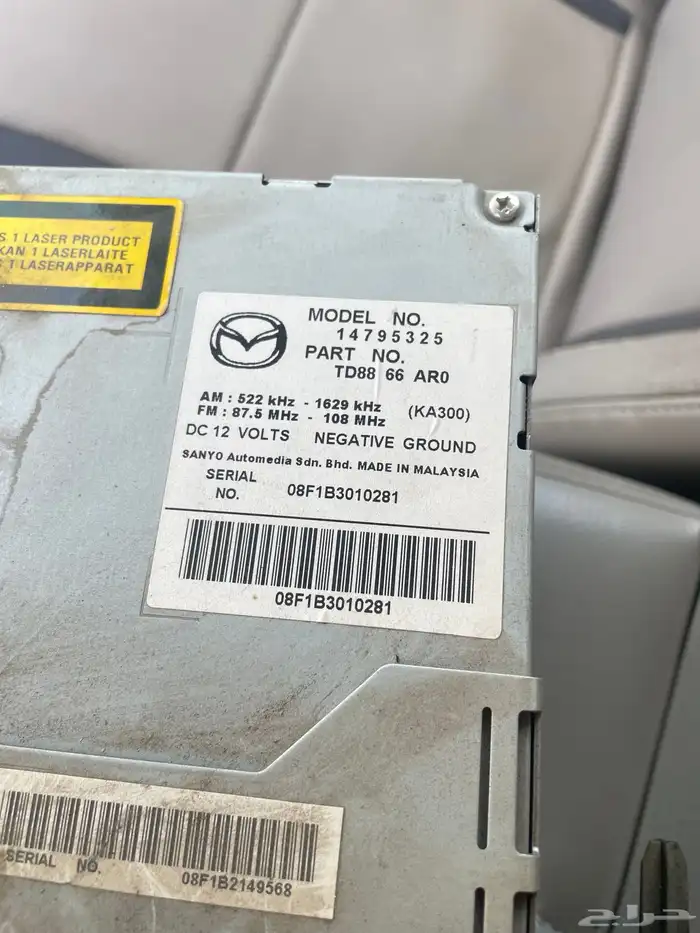 S 1 LASER PRODUCT
KAN 1 LASERLAITE
S 1 LASERAPPARAT
MODEL NO.
14795325
PART NO.
TD88 66 AR0
AM : 522 kHz - 1629 kHz (KA300)
FM : 87.5 MHz - 108 MHz
DC 12 VOLTS NEGATIVE GROUND
SANYO Automedia Sdn. Bhd. MADE IN MALAYSIA
SERIAL
NO. 08F1B3010281
08F1B3010281
SERIAL NO. 08F1B2149568
حراج